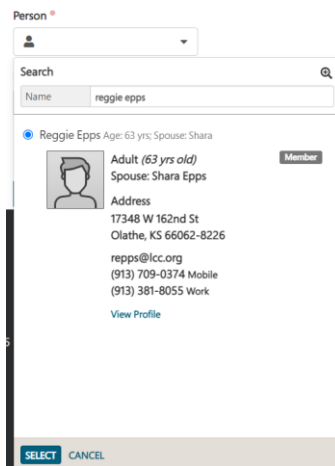 Person *
Search
Name reggie epps
Reggie Epps Age: 63 yrs; Spouse: Shara
Adult (63 yrs old) Member
Spouse: Shara Epps
Address
17348 W 162nd St
Olathe, KS 66062-8226
repps@lcc.org
(913) 709-0374 Mobile
(913) 381-8055 Work
View Profile
5
SELECT CANCEL